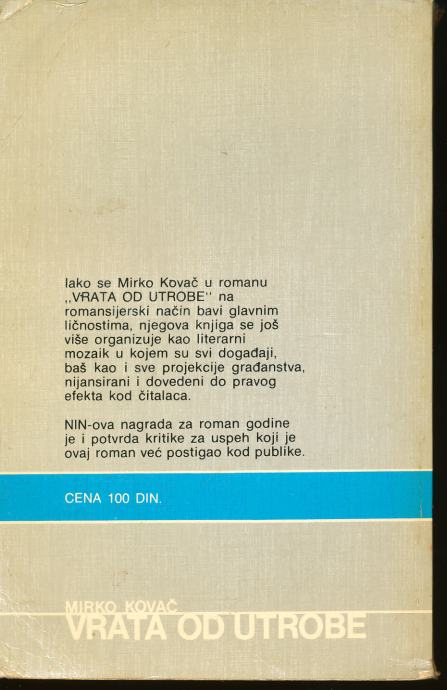 Iako se Mirko Kovač u romanu
„VRATA OD UTROBE" na
romansijerski način bavi glavnim
ličnostima, njegova knjiga se još
više organizuje kao literarni
mozaik u kojem su svi događaji,
baš kao i sve projekcije građanstva,
nijansirani i dovedeni do pravog
efekta kod čitalaca.
NIN-ova nagrada za roman godine
je i potvrda kritike za uspeh koji je
ovaj roman već postigao kod publike.
CENA 100 DIN.
MIRKO KOVAČ
VRATA OD UTROBE